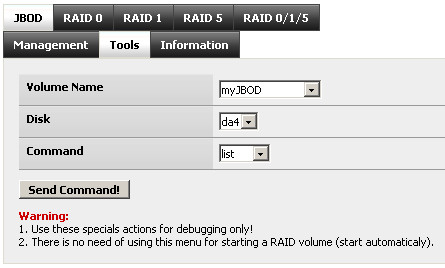 JBOD RAID 0 RAID 1 RAID 5 RAID 0/1/5
Management Tools Information
Volume Name myJBOD
Disk da4
Command list
Send Command!
Warning:
1. Use these specials actions for debugging only!
2. There is no need of using this menu for starting a RAID volume (start automaticaly).